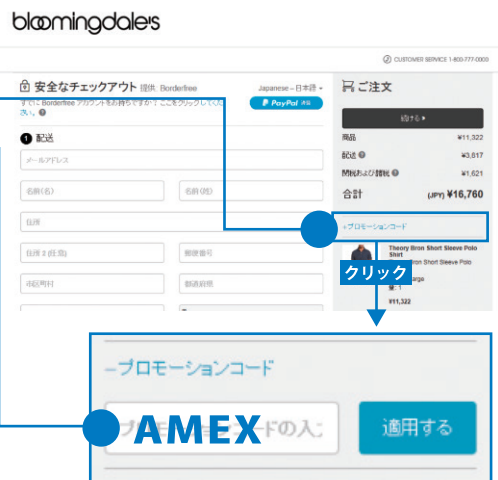 bloomingdale's
CUSTOMER SERVICE 1-800-777-0000
安全なチェックアウト 提供: Borderfree
Japanese – 日本語
すでに Borderfree アカウントをお持ちですか？ここをクリックしてください。
PayPal
ご注文
続ける
商品 ¥11,322
配送 ¥3,817
関税および諸税 ¥1,621
合計 (JPY) ¥16,760
+プロモーションコード
1 配送
メールアドレス
名前(名)
名前(姓)
住所
住所 2 (任意)
郵便番号
市区町村
都道府県
Theory Bron Short Sleeve Polo Shirt
Bron Short Sleeve Polo
クリック
arge
量: 1
¥11,322
–プロモーションコード
AMEX
ドの入
適用する